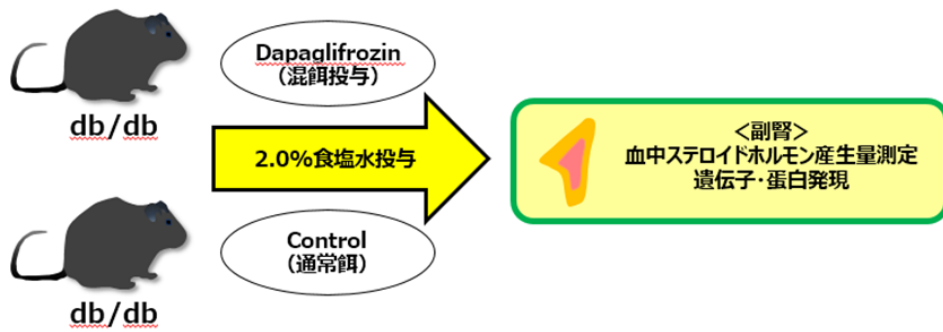 Dapaglifrozin
（混餌投与）
db/db
2.0%食塩水投与
＜副腎＞
血中ステロイドホルモン産生量測定
遺伝子・蛋白発現
Control
（通常餌）
db/db